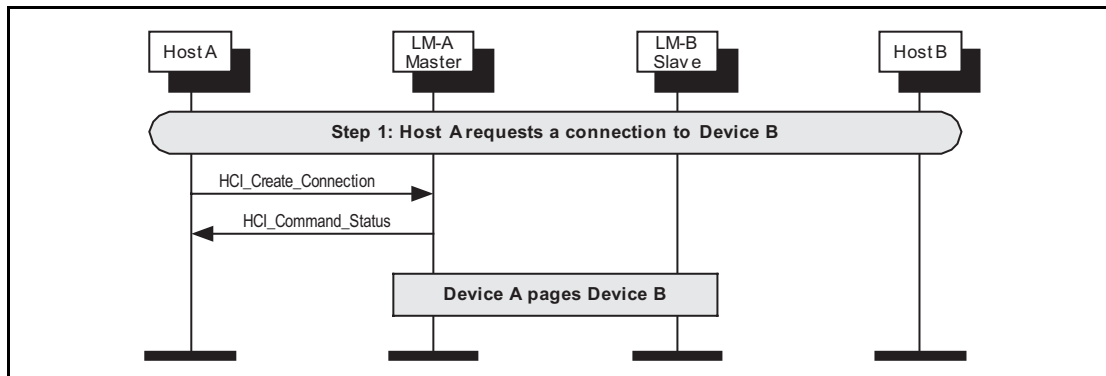 Host A
LM-A
Master
LM-B
Slave
Host B
Step 1: Host A requests a connection to Device B
HCI_Create_Connection
HCI_Command_Status
Device A pages Device B